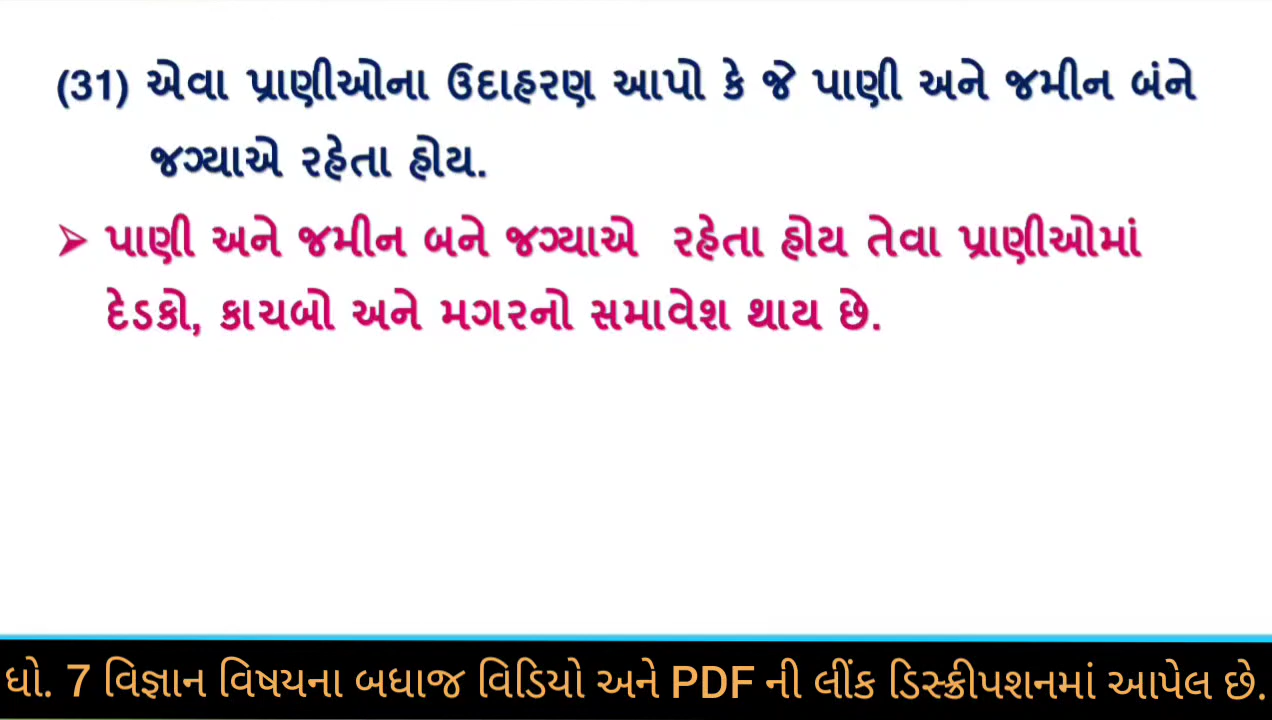 (31) એવા પ્રાણીઓના ઉદાહરણ આપો કે જે પાણી અને જમીન બંને
જગ્યાએ રહેતા હોય.
➢ પાણી અને જમીન બને જગ્યાએ રહેતા હોય તેવા પ્રાણીઓમાં
દેડકો, કાચબો અને મગરનો સમાવેશ થાય છે.
ધો. 7 વિજ્ઞાન વિષયના બધાજ વિડિયો અને PDF ની લીંક ડિસ્ક્રીપશનમાં આપેલ છે.